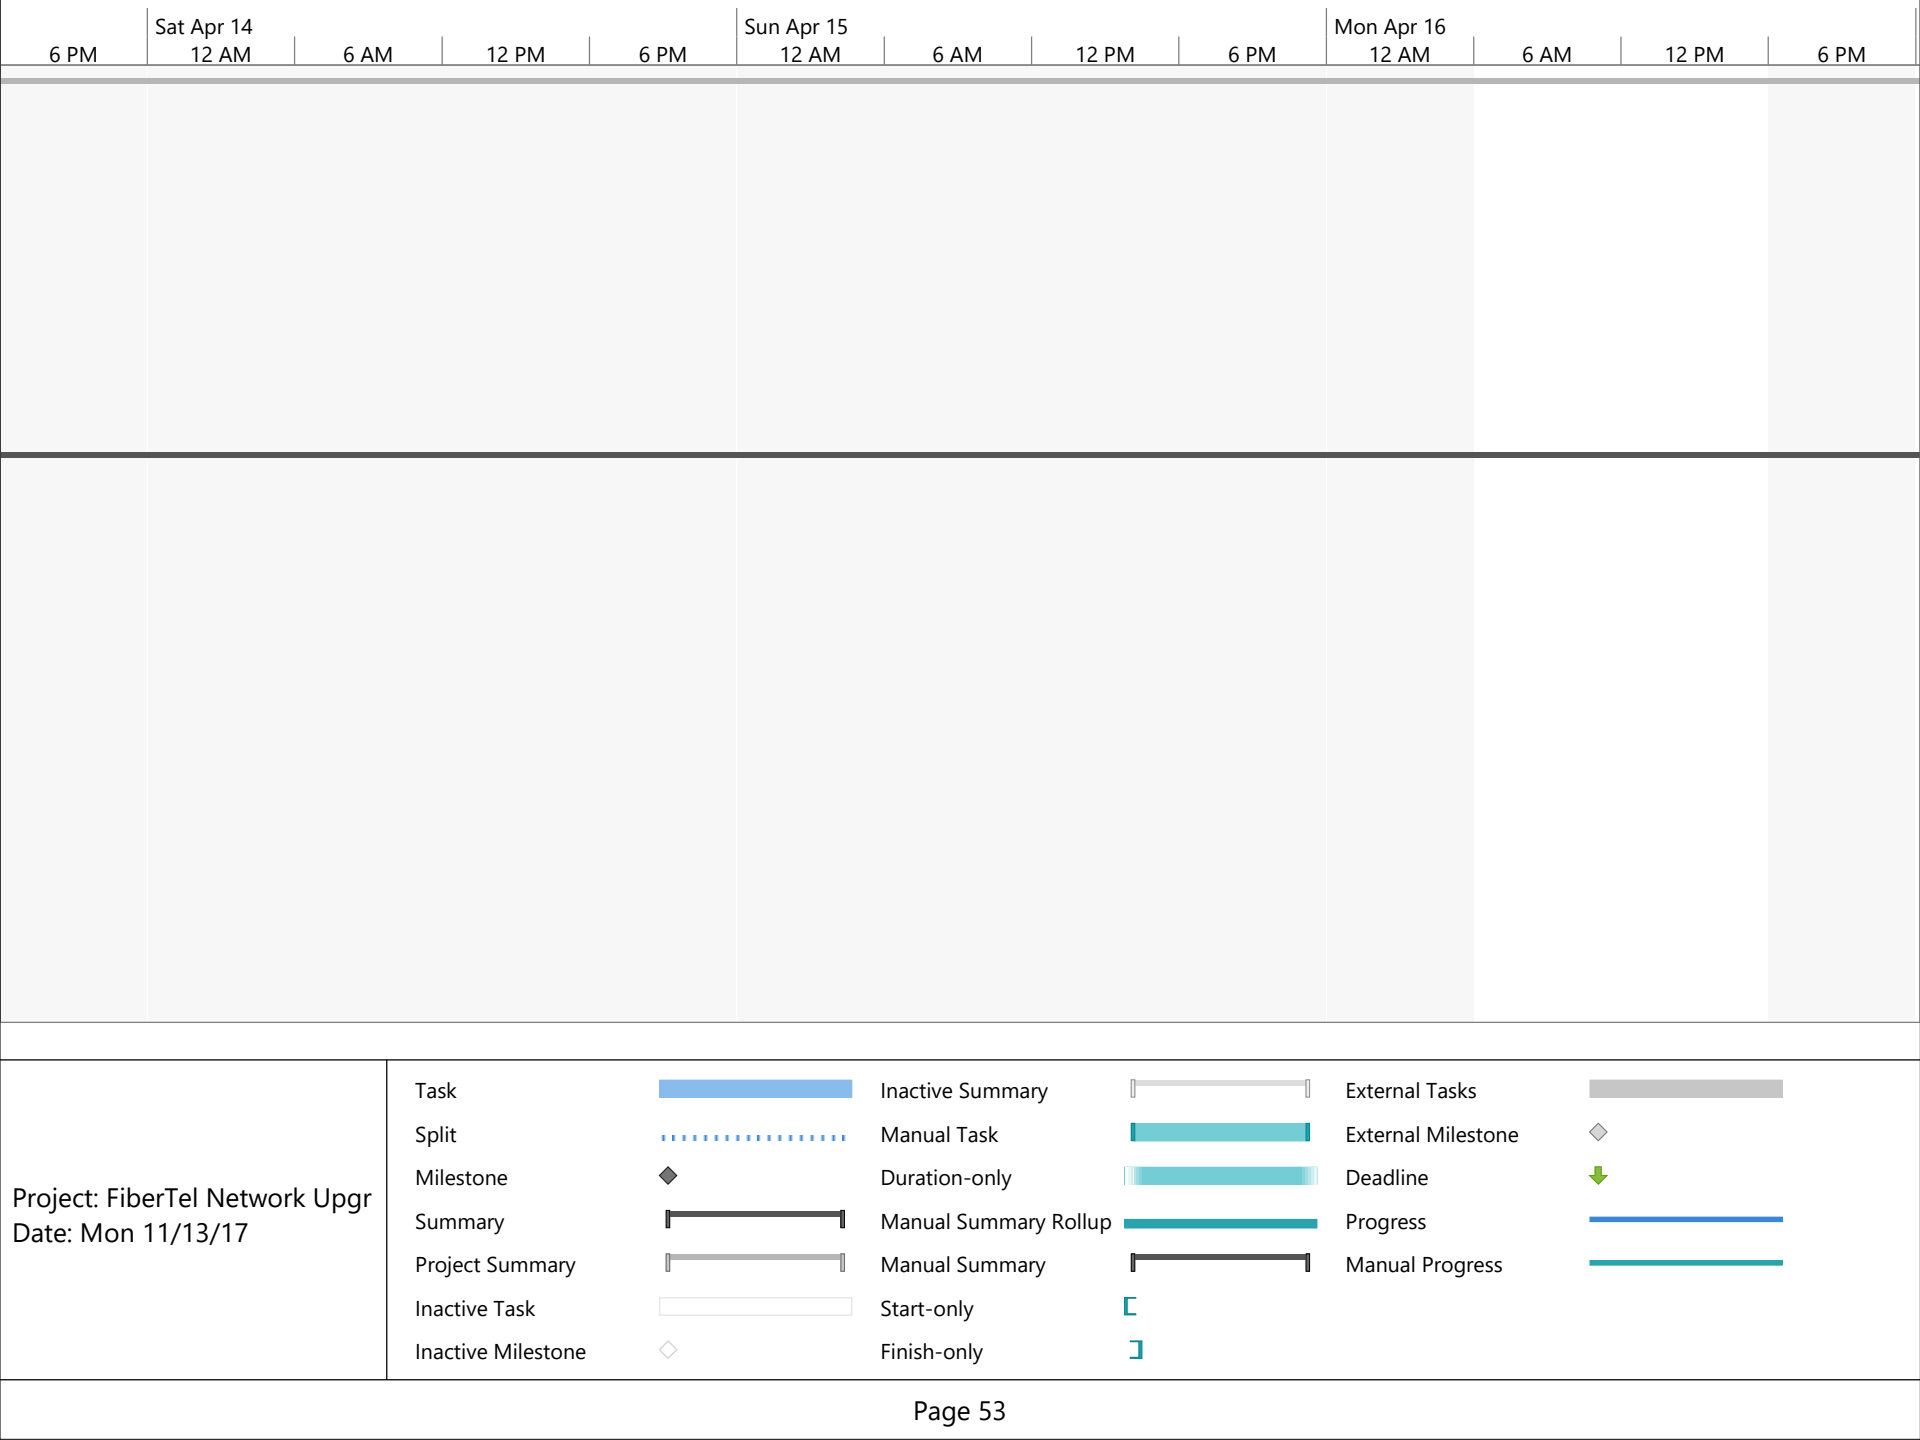 Sat Apr 14 Sun Apr 15 Mon Apr 16
6 PM 12 AM 6 AM 12 PM 6 PM 12 AM 6 AM 12 PM 6 PM 12 AM 6 AM 12 PM 6 PM
Project: FiberTel Network Upgr
Date: Mon 11/13/17
Task
Split
Milestone
Summary
Project Summary
Inactive Task
Inactive Milestone
Inactive Summary
Manual Task
Duration-only
Manual Summary Rollup
Manual Summary
Start-only
Finish-only
External Tasks
External Milestone
Deadline
Progress
Manual Progress
Page 53